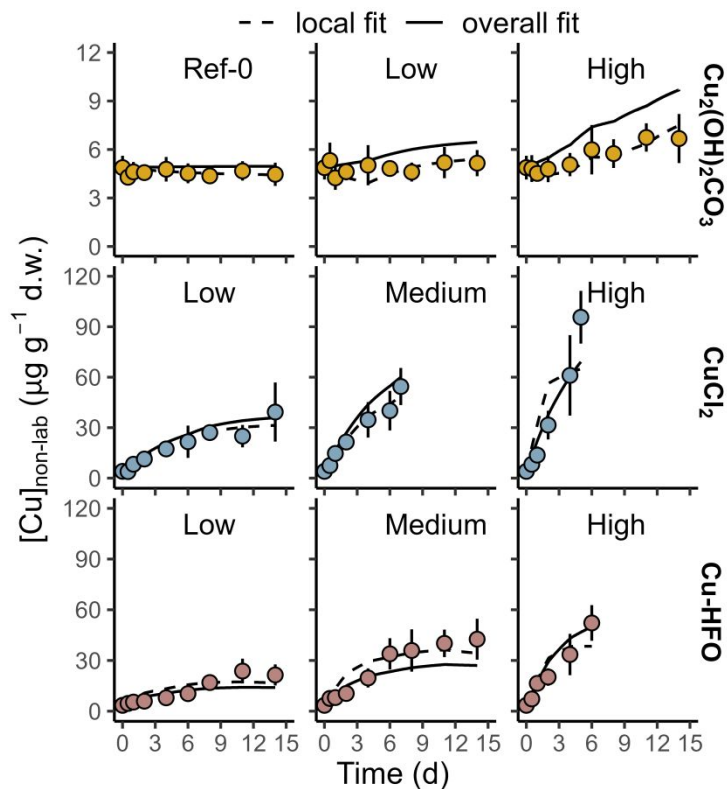 local fit overall fit
Ref-0 Low High
12
9
6
3
0
Cu₂(OH)₂CO₃
Low Medium High
120
90
60
30
0
CuCl₂
Low Medium High
120
90
60
30
0
Cu-HFO
[Cu]non-lab (µg g⁻¹ d.w.)
0 3 6 9 12 15 0 3 6 9 12 15 0 3 6 9 12 15
Time (d)